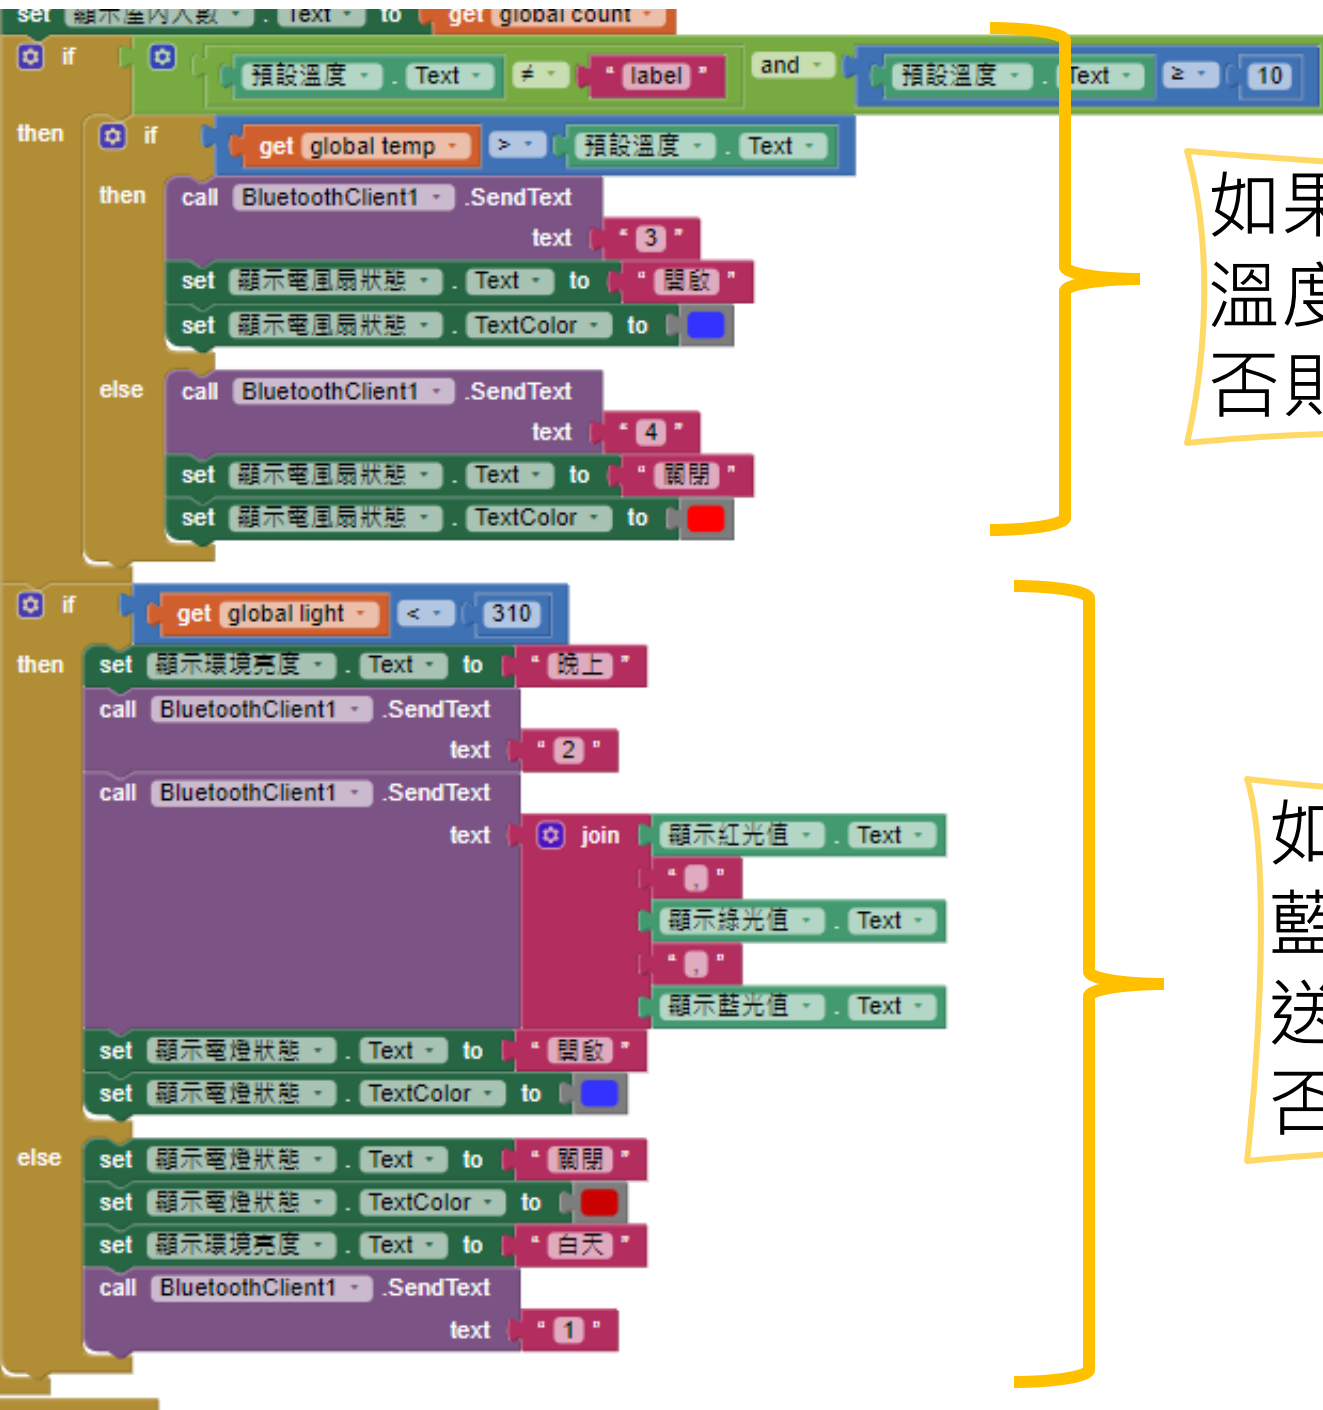 set 顯示屋內人數 . Text to get global count
if 預設溫度 . Text ≠ " label " and 預設溫度 . Text ≥ 10
then if get global temp > 預設溫度 . Text
then call BluetoothClient1 .SendText
text " 3 "
set 顯示電風扇狀態 . Text to " 開啟 "
set 顯示電風扇狀態 . TextColor to
else call BluetoothClient1 .SendText
text " 4 "
set 顯示電風扇狀態 . Text to " 關閉 "
set 顯示電風扇狀態 . TextColor to
如果
溫度
否則
if get global light < 310
then set 顯示環境亮度 . Text to " 晚上 "
call BluetoothClient1 .SendText
text " 2 "
call BluetoothClient1 .SendText
text join 顯示紅光值 . Text
" , "
顯示綠光值 . Text
" , "
顯示藍光值 . Text
set 顯示電燈狀態 . Text to " 開啟 "
set 顯示電燈狀態 . TextColor to
else set 顯示電燈狀態 . Text to " 關閉 "
set 顯示電燈狀態 . TextColor to
set 顯示環境亮度 . Text to " 白天 "
call BluetoothClient1 .SendText
text " 1 "
如
藍
送
否